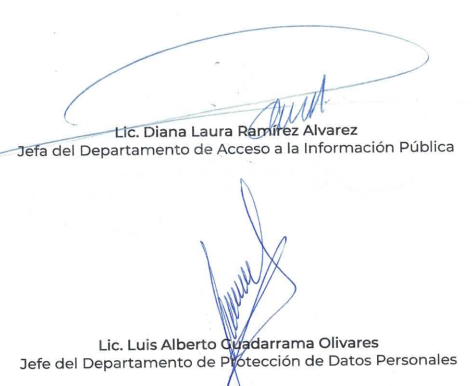 Lic. Diana Laura Ramírez Alvarez
Jefa del Departamento de Acceso a la Información Pública
Lic. Luis Alberto Guadarrama Olivares
Jefe del Departamento de Protección de Datos Personales